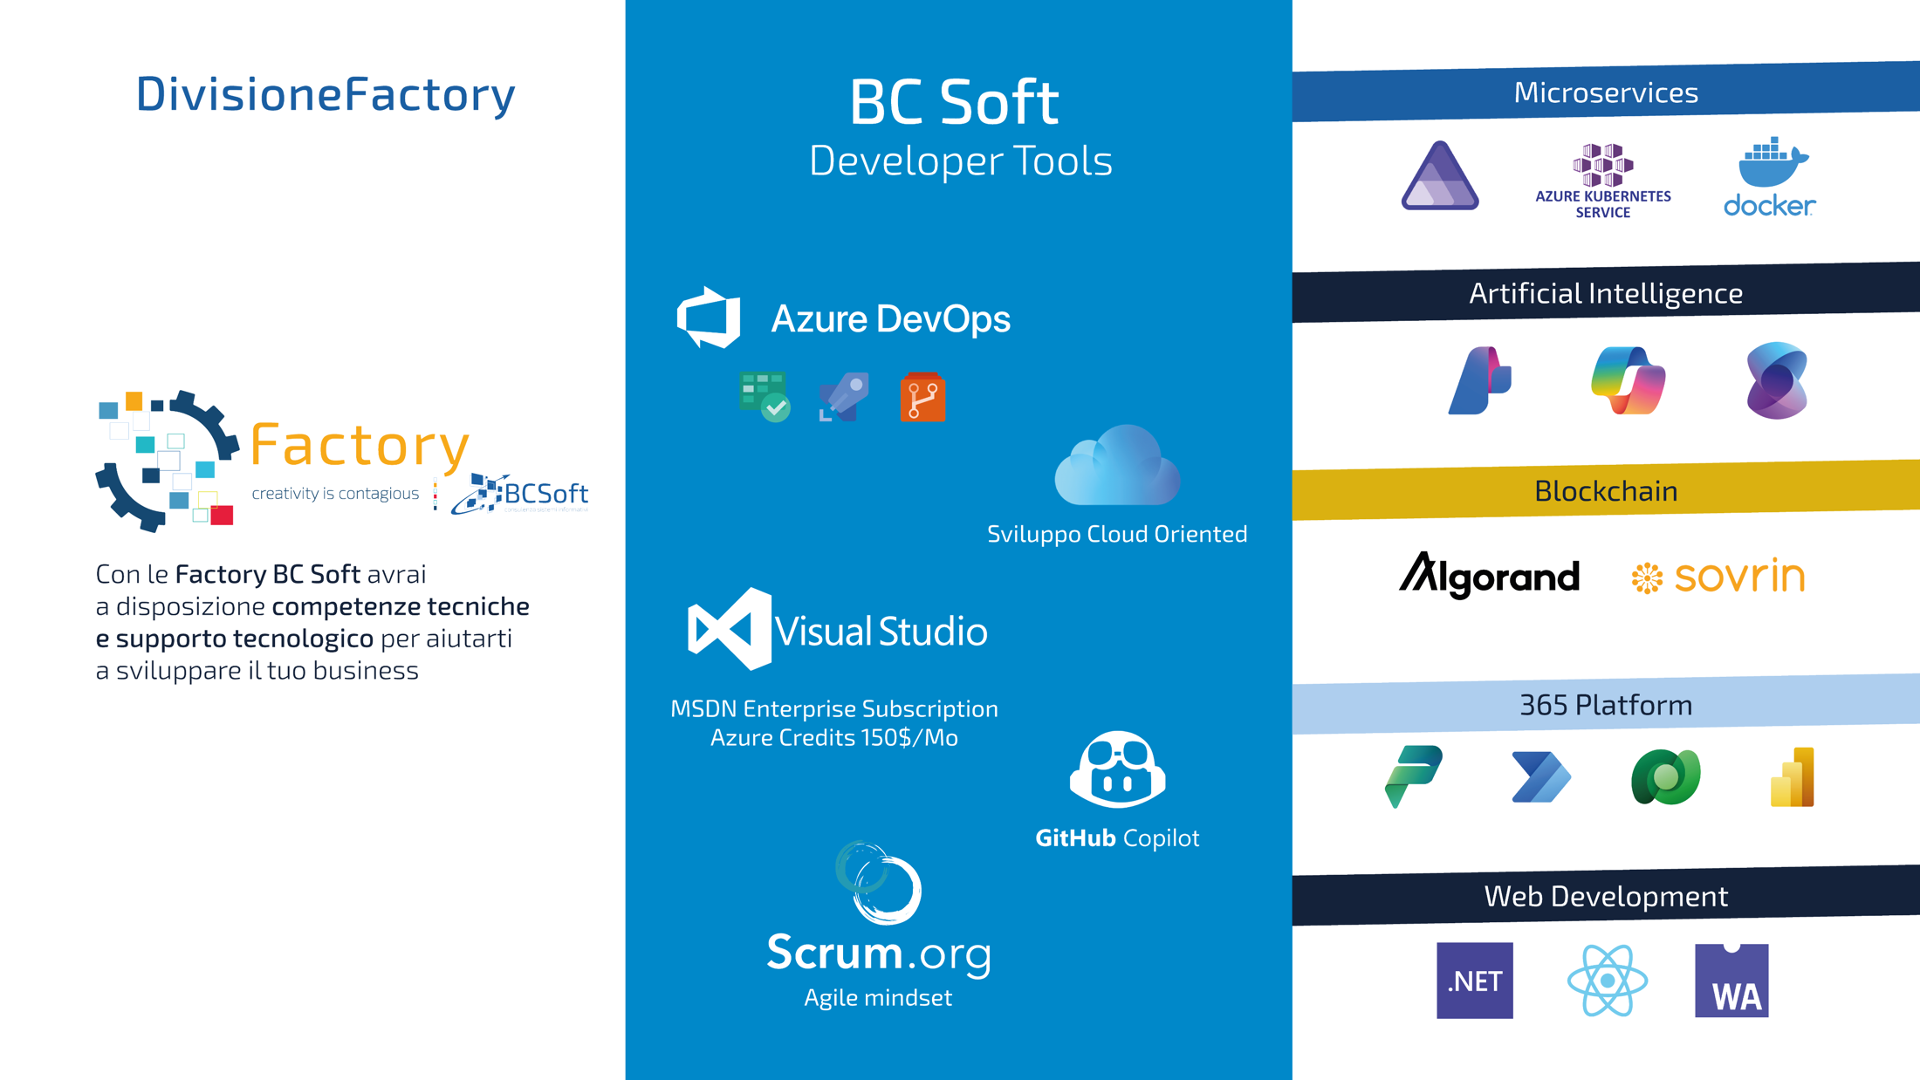 DivisioneFactory
Factory
creativity is contagious
BCSoft
Con le Factory BC Soft avrai
a disposizione competenze tecniche
e supporto tecnologico per aiutarti
a sviluppare il tuo business
BC Soft
Developer Tools
Azure DevOps
Sviluppo Cloud Oriented
Visual Studio
MSDN Enterprise Subscription
Azure Credits 150$/Mo
GitHub Copilot
Scrum.org
Agile mindset
Microservices
AZURE KUBERNETES
SERVICE
docker
Artificial Intelligence
Blockchain
Algorand
sovrin
365 Platform
Web Development
.NET
WA